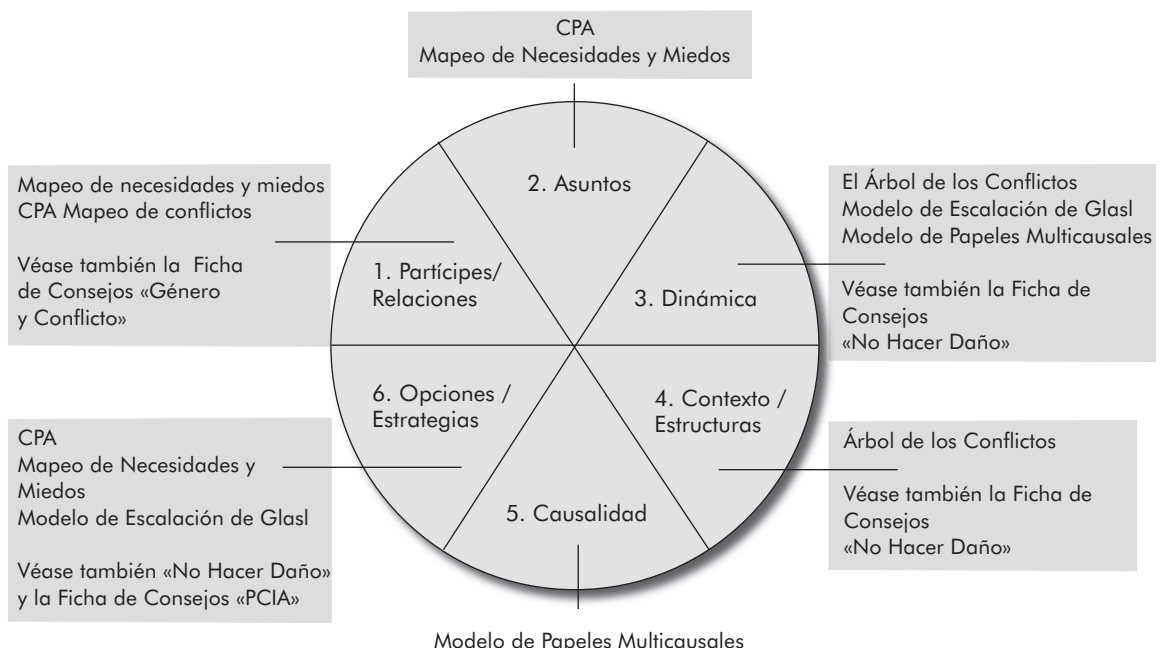 CPA
Mapeo de Necesidades y Miedos
Mapeo de necesidades y miedos
CPA Mapeo de conflictos
Véase también la Ficha
de Consejos «Género
y Conflicto»
2. Asuntos
El Árbol de los Conflictos
Modelo de Escalación de Glasl
Modelo de Papeles Multicausales
Véase también la Ficha de
Consejos
«No Hacer Daño»
1. Partícipes/
Relaciones
3. Dinámica
6. Opciones /
Estrategias
4. Contexto /
Estructuras
CPA
Mapeo de Necesidades y
Miedos
Modelo de Escalación de Glasl
Véase también «No Hacer Daño»
y la Ficha de Consejos «PCIA»
5. Causalidad
Árbol de los Conflictos
Véase también la Ficha de
Consejos
«No Hacer Daño»
Modelo de Papeles Multicausales